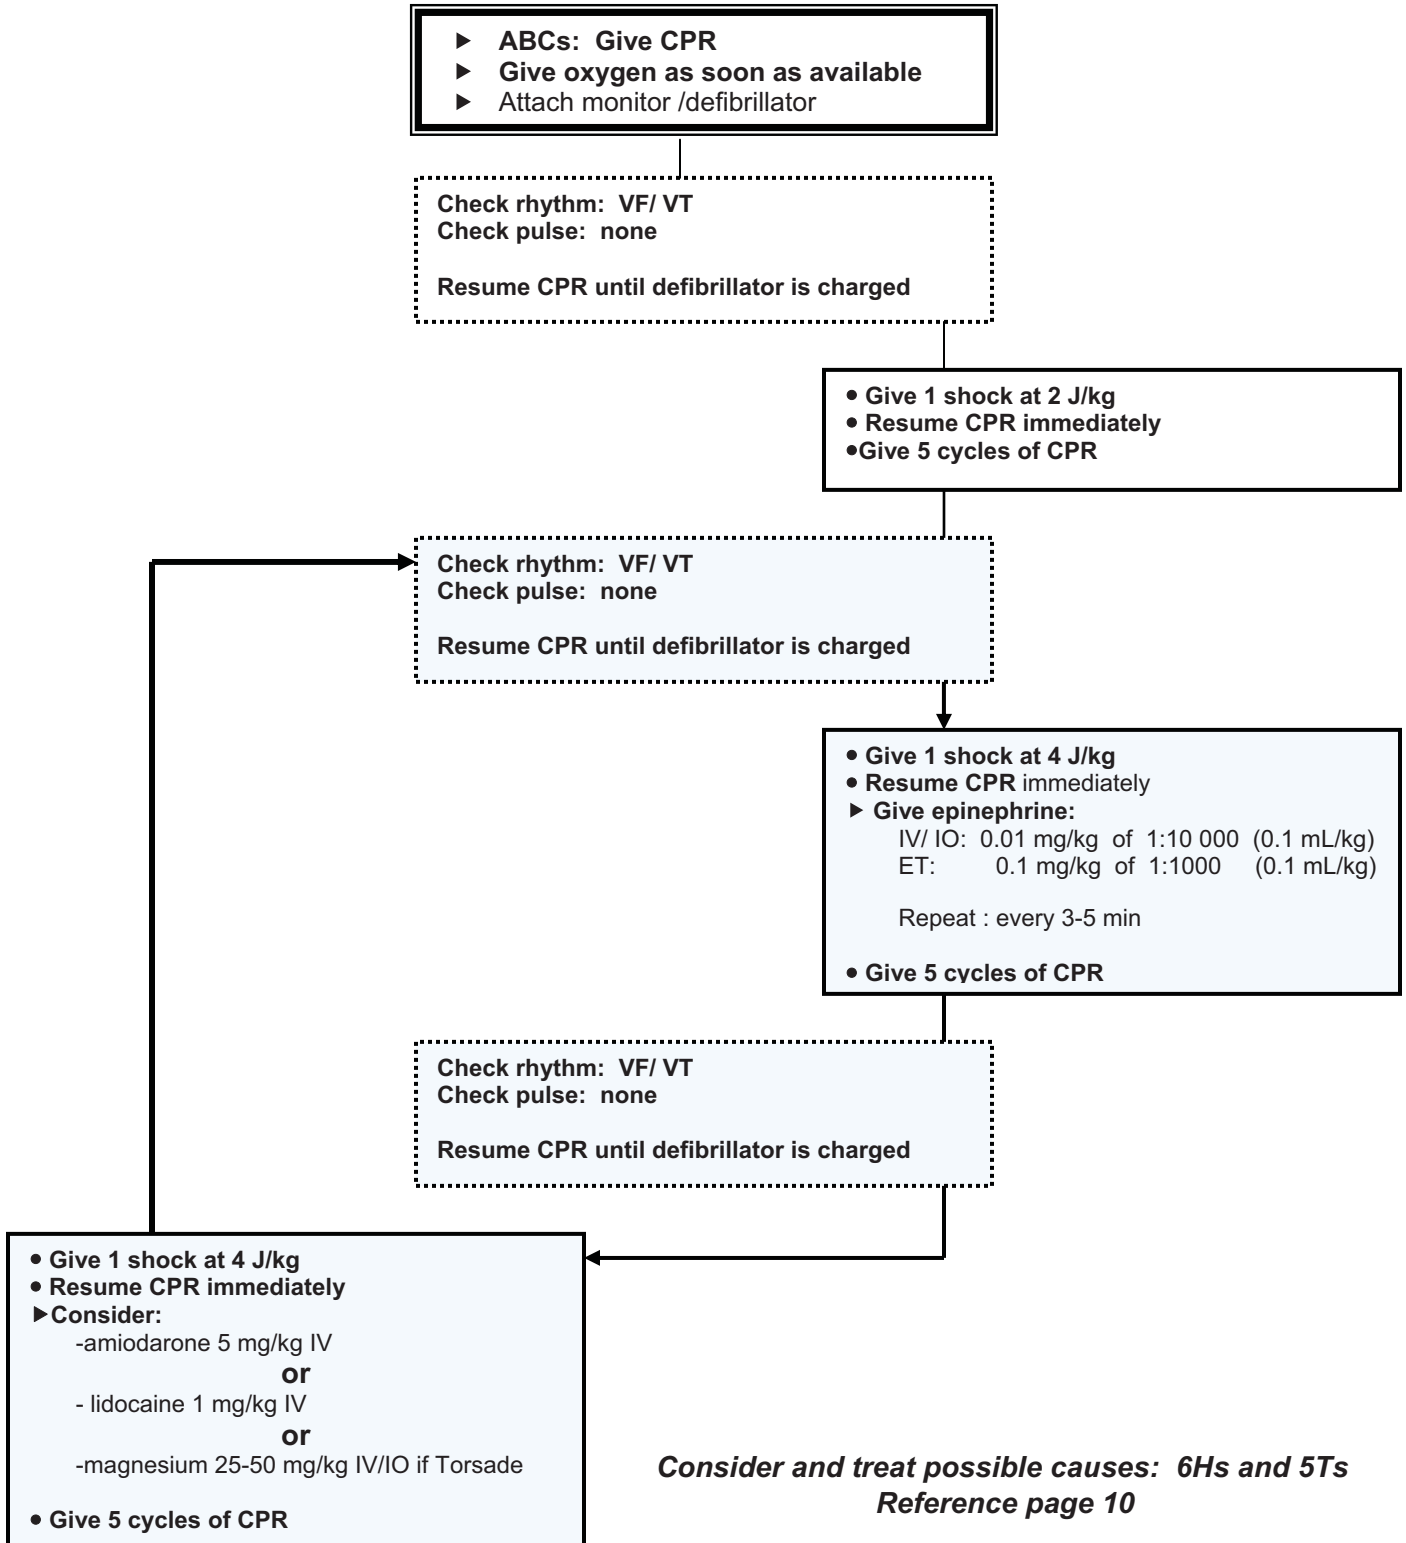 ► ABCs: Give CPR
► Give oxygen as soon as available
► Attach monitor /defibrillator
Check rhythm: VF/ VT
Check pulse: none
Resume CPR until defibrillator is charged
• Give 1 shock at 2 J/kg
• Resume CPR immediately
•Give 5 cycles of CPR
Check rhythm: VF/ VT
Check pulse: none
Resume CPR until defibrillator is charged
• Give 1 shock at 4 J/kg
• Resume CPR immediately
► Give epinephrine:
IV/ IO: 0.01 mg/kg of 1:10 000 (0.1 mL/kg)
ET: 0.1 mg/kg of 1:1000 (0.1 mL/kg)
Repeat : every 3-5 min
• Give 5 cycles of CPR
Check rhythm: VF/ VT
Check pulse: none
Resume CPR until defibrillator is charged
• Give 1 shock at 4 J/kg
• Resume CPR immediately
►Consider:
-amiodarone 5 mg/kg IV
or
- lidocaine 1 mg/kg IV
or
-magnesium 25-50 mg/kg IV/IO if Torsade
• Give 5 cycles of CPR
Consider and treat possible causes: 6Hs and 5Ts
Reference page 10